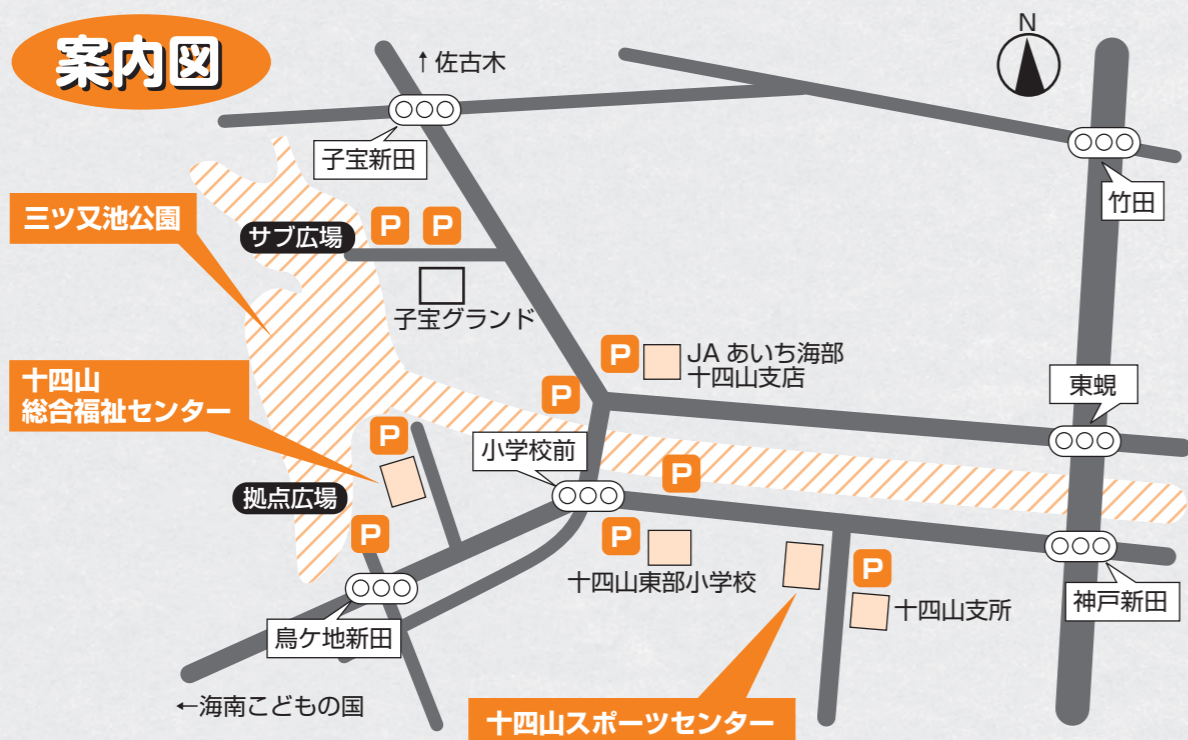 案内図
N
↑佐古木
子宝新田
竹田
三ツ又池公園
サブ広場
P
P
子宝グランド
P
JA あいち海部
十四山支店
東蜆
十四山
総合福祉センター
P
P
小学校前
P
拠点広場
P
P
十四山東部小学校
P
十四山支所
神戸新田
鳥ケ地新田
←海南こどもの国
十四山スポーツセンター